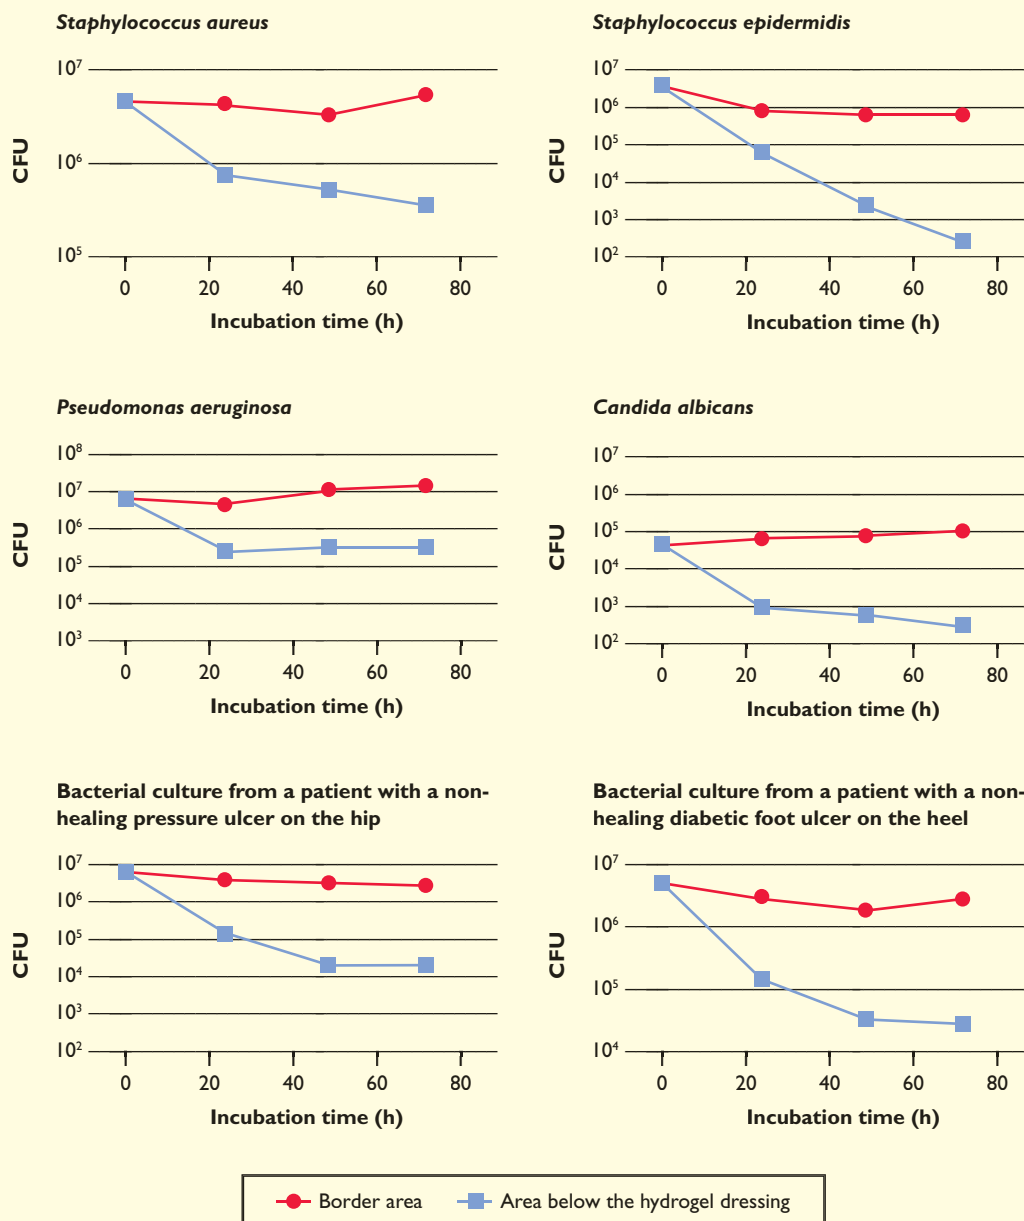 Staphylococcus aureus
10⁷
10⁶
10⁵
CFU
0 20 40 60 80
Incubation time (h)
Staphylococcus epidermidis
10⁷
10⁶
10⁵
10⁴
10³
10²
CFU
0 20 40 60 80
Incubation time (h)
Pseudomonas aeruginosa
10⁸
10⁷
10⁶
10⁵
10⁴
10³
CFU
0 20 40 60 80
Incubation time (h)
Candida albicans
10⁷
10⁶
10⁵
10⁴
10³
10²
CFU
0 20 40 60 80
Incubation time (h)
Bacterial culture from a patient with a non-
healing pressure ulcer on the hip
10⁷
10⁶
10⁵
10⁴
10³
10²
CFU
0 20 40 60 80
Incubation time (h)
Bacterial culture from a patient with a non-
healing diabetic foot ulcer on the heel
10⁷
10⁶
10⁵
10⁴
CFU
0 20 40 60 80
Incubation time (h)
Border area Area below the hydrogel dressing